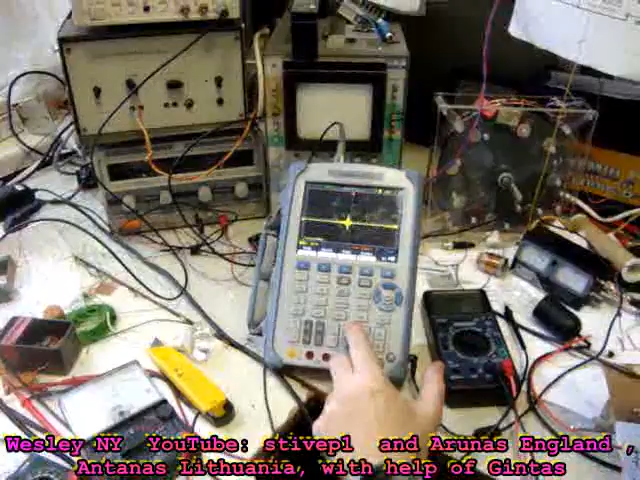 Wesley NY YouTube: stivep1 and Arunas England ,
Antanas Lithuania, with help of Gintas